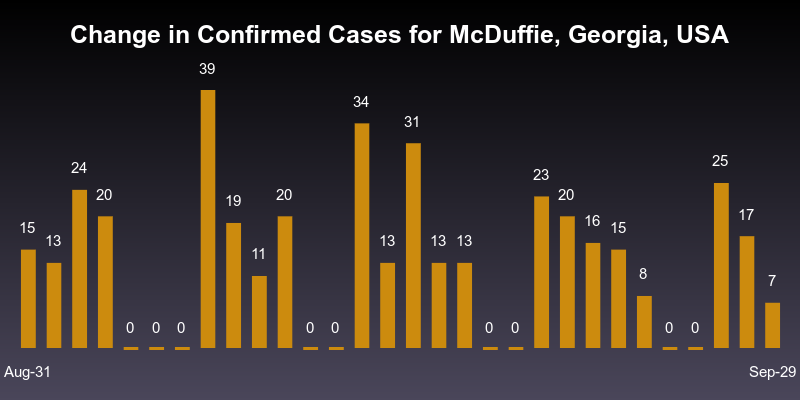 Change in Confirmed Cases for McDuffie, Georgia, USA
15 13 24 20 0 0 0 39 19 11 20 0 0 34 13 31 13 13 0 0 23 20 16 15 8 0 0 25 17 7
Aug-31 Sep-29